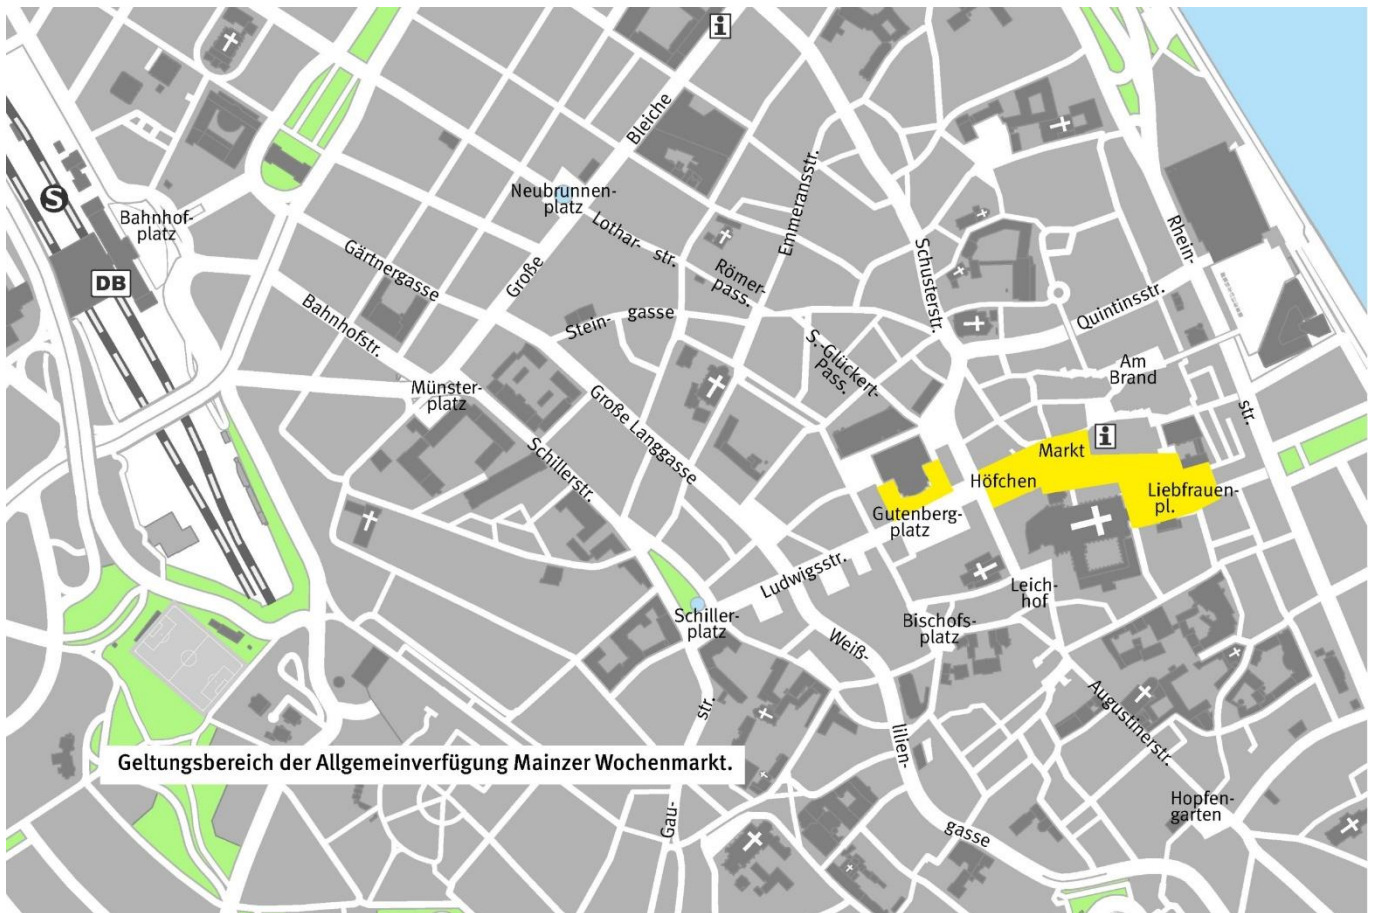 i
Bleiche
S
Bahnhof-
platz
DB
Neubrunnen-
platz
Lothar-
str.
Große
Gärtnergasse
Bahnhofstr.
Emmeransstr.
Römer-
pass.
Stein-
gasse
Schusterstr.
Rhein-
str.
Quintinsstr.
S. Glückert-
Pass.
Am
Brand
Münster-
platz
Große Langgasse
Schillerstr.
i
Markt
Höfchen
Liebfrauen-
pl.
Gutenberg-
platz
Ludwigsstr.
Leich-
hof
Schiller-
platz
Bischofs-
platz
Weiß-
lilien-
gasse
Augustinerstr.
Gau-
str.
Geltungsbereich der Allgemeinverfügung Mainzer Wochenmarkt.
Hopfen-
garten